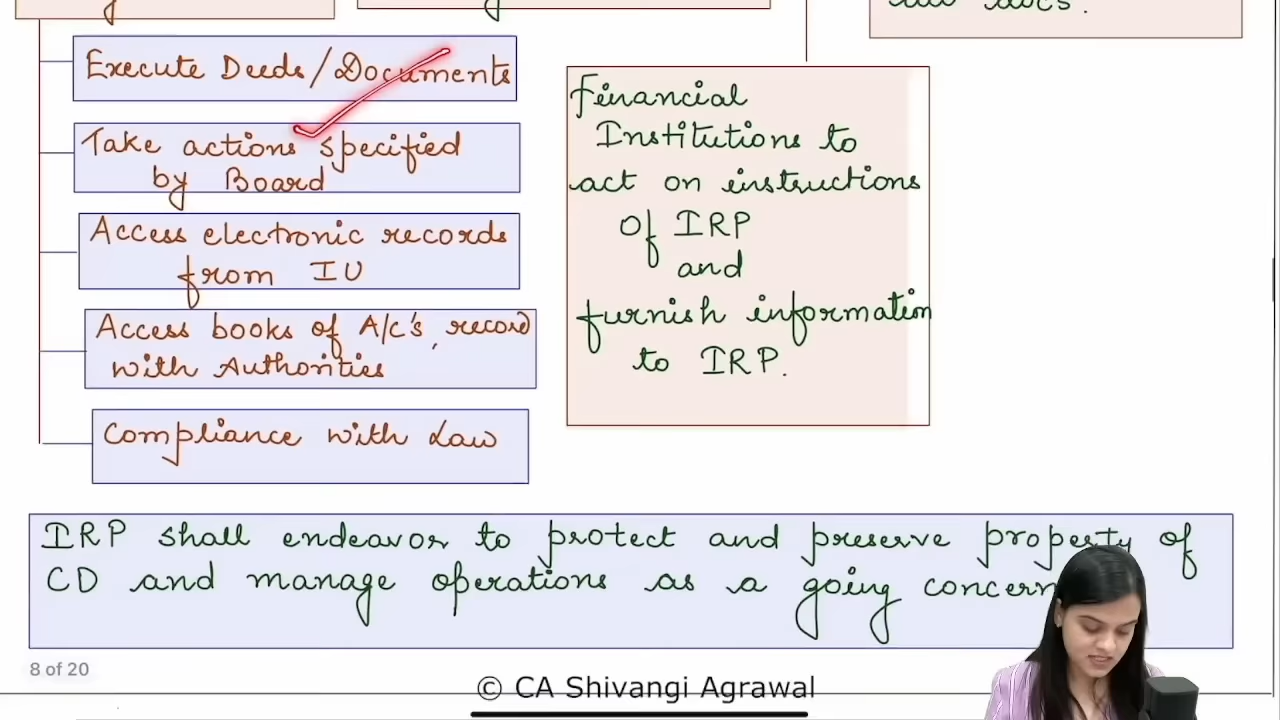 Execute Deeds/Documents
Take actions specified
by Board
Access electronic records
from IU
Access books of A/c's, record
with Authorities
Compliance with Law
Financial
Institutions to
act on instructions
of IRP
and
furnish information
to IRP.
IRP shall endeavor to protect and preserve property of
CD and manage operations as a going concern
8 of 20
© CA Shivangi Agrawal